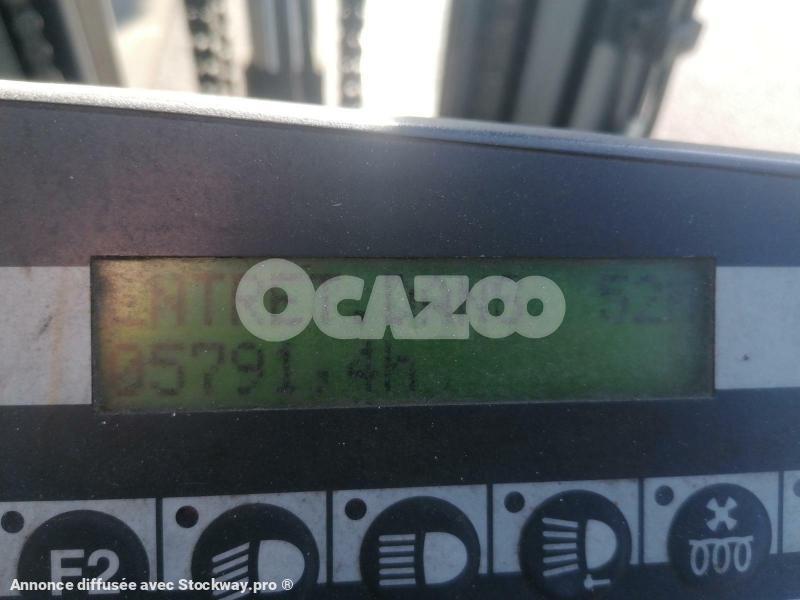 OCAZOO
05791.4h
F2
Annonce diffusée avec Stockway.pro ®